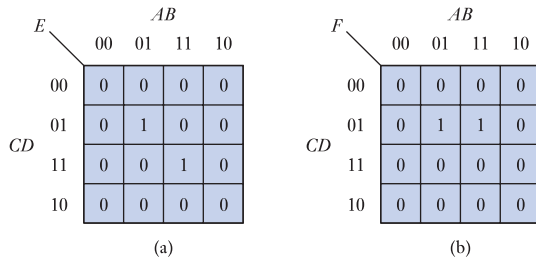 E AB
00 01 11 10
00 0 0 0 0
01 0 1 0 0
CD
11 0 0 1 0
10 0 0 0 0
(a)
F AB
00 01 11 10
00 0 0 0 0
01 0 1 1 0
CD
11 0 0 0 0
10 0 0 0 0
(b)